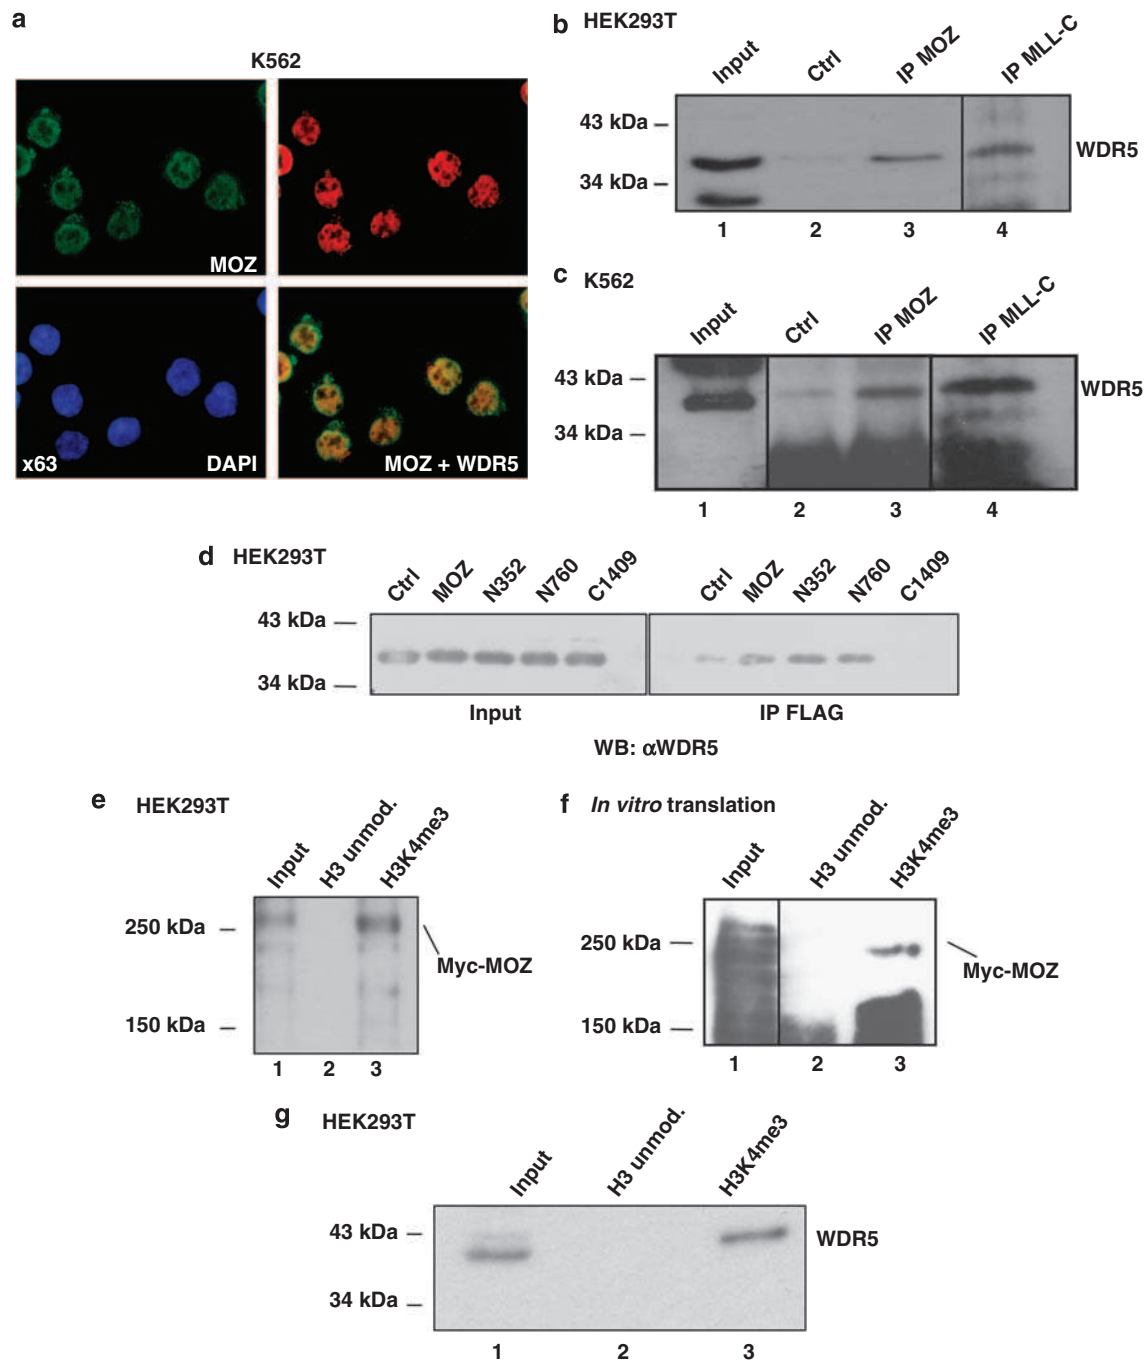 a
K562
MOZ
x63 DAPI
MOZ + WDR5
b HEK293T
Input Ctrl IP MOZ IP MLL-C
43 kDa
34 kDa
WDR5
1 2 3 4
c K562
Input Ctrl IP MOZ IP MLL-C
43 kDa
34 kDa
WDR5
1 2 3 4
d HEK293T
Ctrl MOZ N352 N760 C1409 Ctrl MOZ N352 N760 C1409
43 kDa
34 kDa
Input IP FLAG
WB: αWDR5
e HEK293T
Input H3 unmod. H3K4me3
250 kDa
Myc-MOZ
150 kDa
1 2 3
f In vitro translation
Input H3 unmod. H3K4me3
250 kDa
Myc-MOZ
150 kDa
1 2 3
g HEK293T
Input H3 unmod. H3K4me3
43 kDa
WDR5
34 kDa
1 2 3